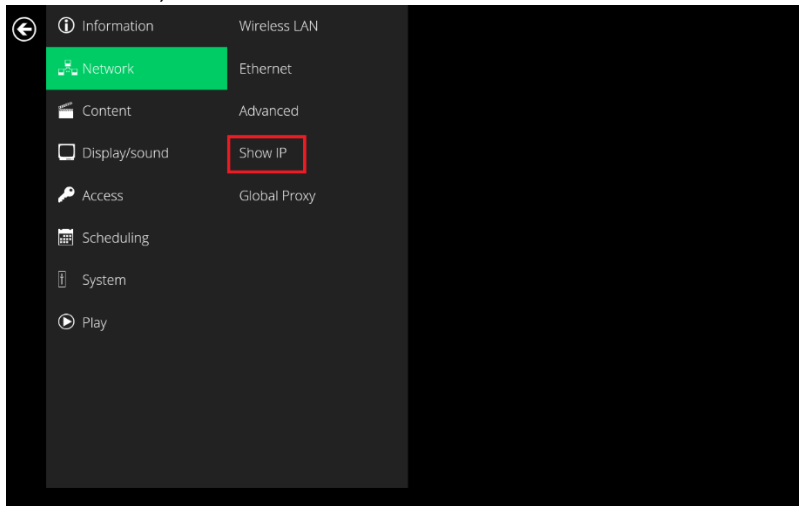 Information
Network
Content
Display/sound
Access
Scheduling
System
Play
Wireless LAN
Ethernet
Advanced
Show IP
Global Proxy